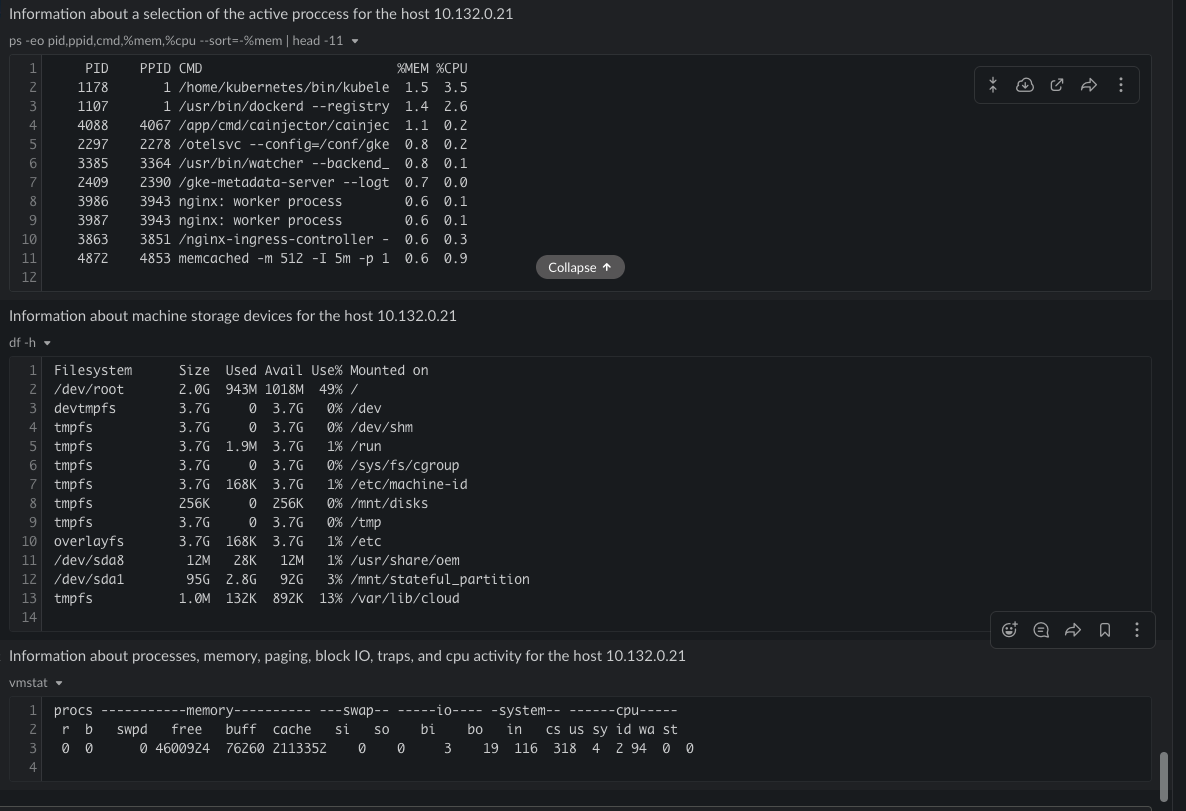 Information about a selection of the active proccess for the host 10.132.0.21
ps -eo pid,ppid,cmd,%mem,%cpu --sort=-%mem | head -11
1 PID PPID CMD %MEM %CPU
2 1178 1 /home/kubernetes/bin/kubele 1.5 3.5
3 1107 1 /usr/bin/dockerd --registry 1.4 2.6
4 4088 4067 /app/cmd/cainjector/cainjec 1.1 0.2
5 2297 2278 /otelsvc --config=/conf/gke 0.8 0.2
6 3385 3364 /usr/bin/watcher --backend_ 0.8 0.1
7 2409 2390 /gke-metadata-server --logt 0.7 0.0
8 3986 3943 nginx: worker process 0.6 0.1
9 3987 3943 nginx: worker process 0.6 0.1
10 3863 3851 /nginx-ingress-controller - 0.6 0.3
11 4872 4853 memcached -m 512 -I 5m -p 1 0.6 0.9
Collapse ↑
12
Information about machine storage devices for the host 10.132.0.21
df -h
1 Filesystem Size Used Avail Use% Mounted on
2 /dev/root 2.0G 943M 1018M 49% /
3 devtmpfs 3.7G 0 3.7G 0% /dev
4 tmpfs 3.7G 0 3.7G 0% /dev/shm
5 tmpfs 3.7G 1.9M 3.7G 1% /run
6 tmpfs 3.7G 0 3.7G 0% /sys/fs/cgroup
7 tmpfs 3.7G 168K 3.7G 1% /etc/machine-id
8 tmpfs 256K 0 256K 0% /mnt/disks
9 tmpfs 3.7G 0 3.7G 0% /tmp
10 overlayfs 3.7G 168K 3.7G 1% /etc
11 /dev/sda8 12M 28K 12M 1% /usr/share/oem
12 /dev/sda1 95G 2.8G 92G 3% /mnt/stateful_partition
13 tmpfs 1.0M 132K 892K 13% /var/lib/cloud
14
Information about processes, memory, paging, block IO, traps, and cpu activity for the host 10.132.0.21
vmstat
1 procs -----------memory---------- ---swap-- -----io---- -system-- ------cpu-----
2 r b swpd free buff cache si so bi bo in cs us sy id wa st
3 0 0 0 4600924 76260 2113352 0 0 3 19 116 318 4 2 94 0 0
4